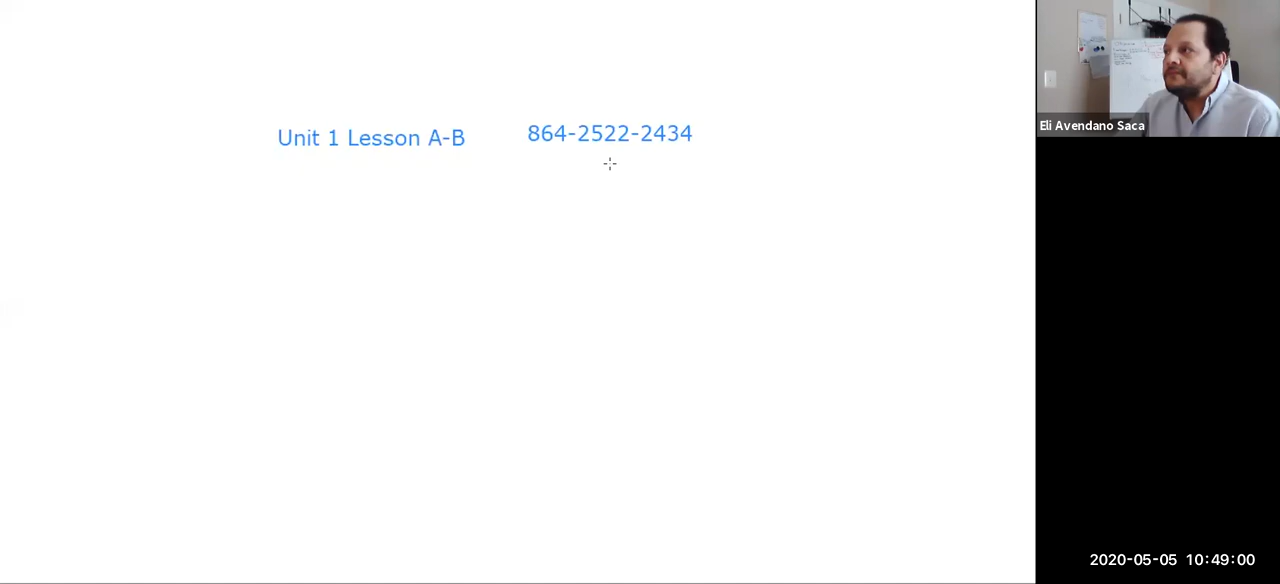 Unit 1 Lesson A-B
864-2522-2434
Eli Avendano Saca
2020-05-05 10:49:00